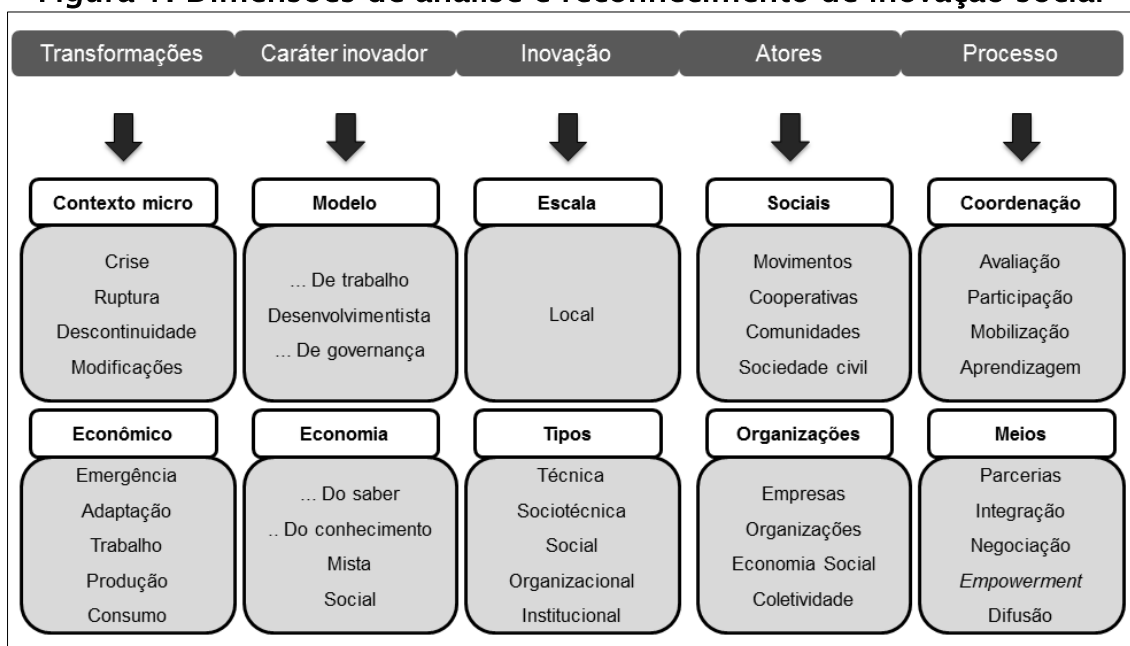 Figura 1: Dimensões de análise e reconhecimento de inovação social
Transformações
Caráter inovador
Inovação
Atores
Processo
Contexto micro
Crise
Ruptura
Descontinuidade
Modificações
Modelo
... De trabalho
Desenvolvimentista
... De governança
Escala
Local
Sociais
Movimentos
Cooperativas
Comunidades
Sociedade civil
Coordenação
Avaliação
Participação
Mobilização
Aprendizagem
Econômico
Emergência
Adaptação
Trabalho
Produção
Consumo
Economia
... Do saber
.. Do conhecimento
Mista
Social
Tipos
Técnica
Sociotécnica
Social
Organizacional
Institucional
Organizações
Empresas
Organizações
Economia Social
Coletividade
Meios
Parcerias
Integração
Negociação
Empowerment
Difusão